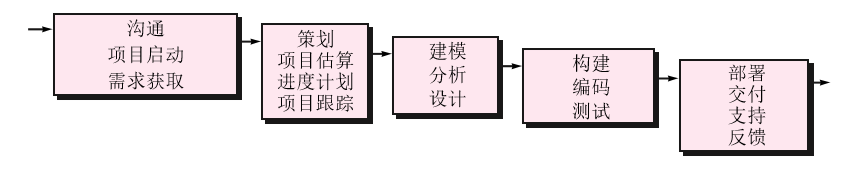 沟通
项目启动
需求获取
策划
项目估算
进度计划
项目跟踪
建模
分析
设计
构建
编码
测试
部署
交付
支持
反馈